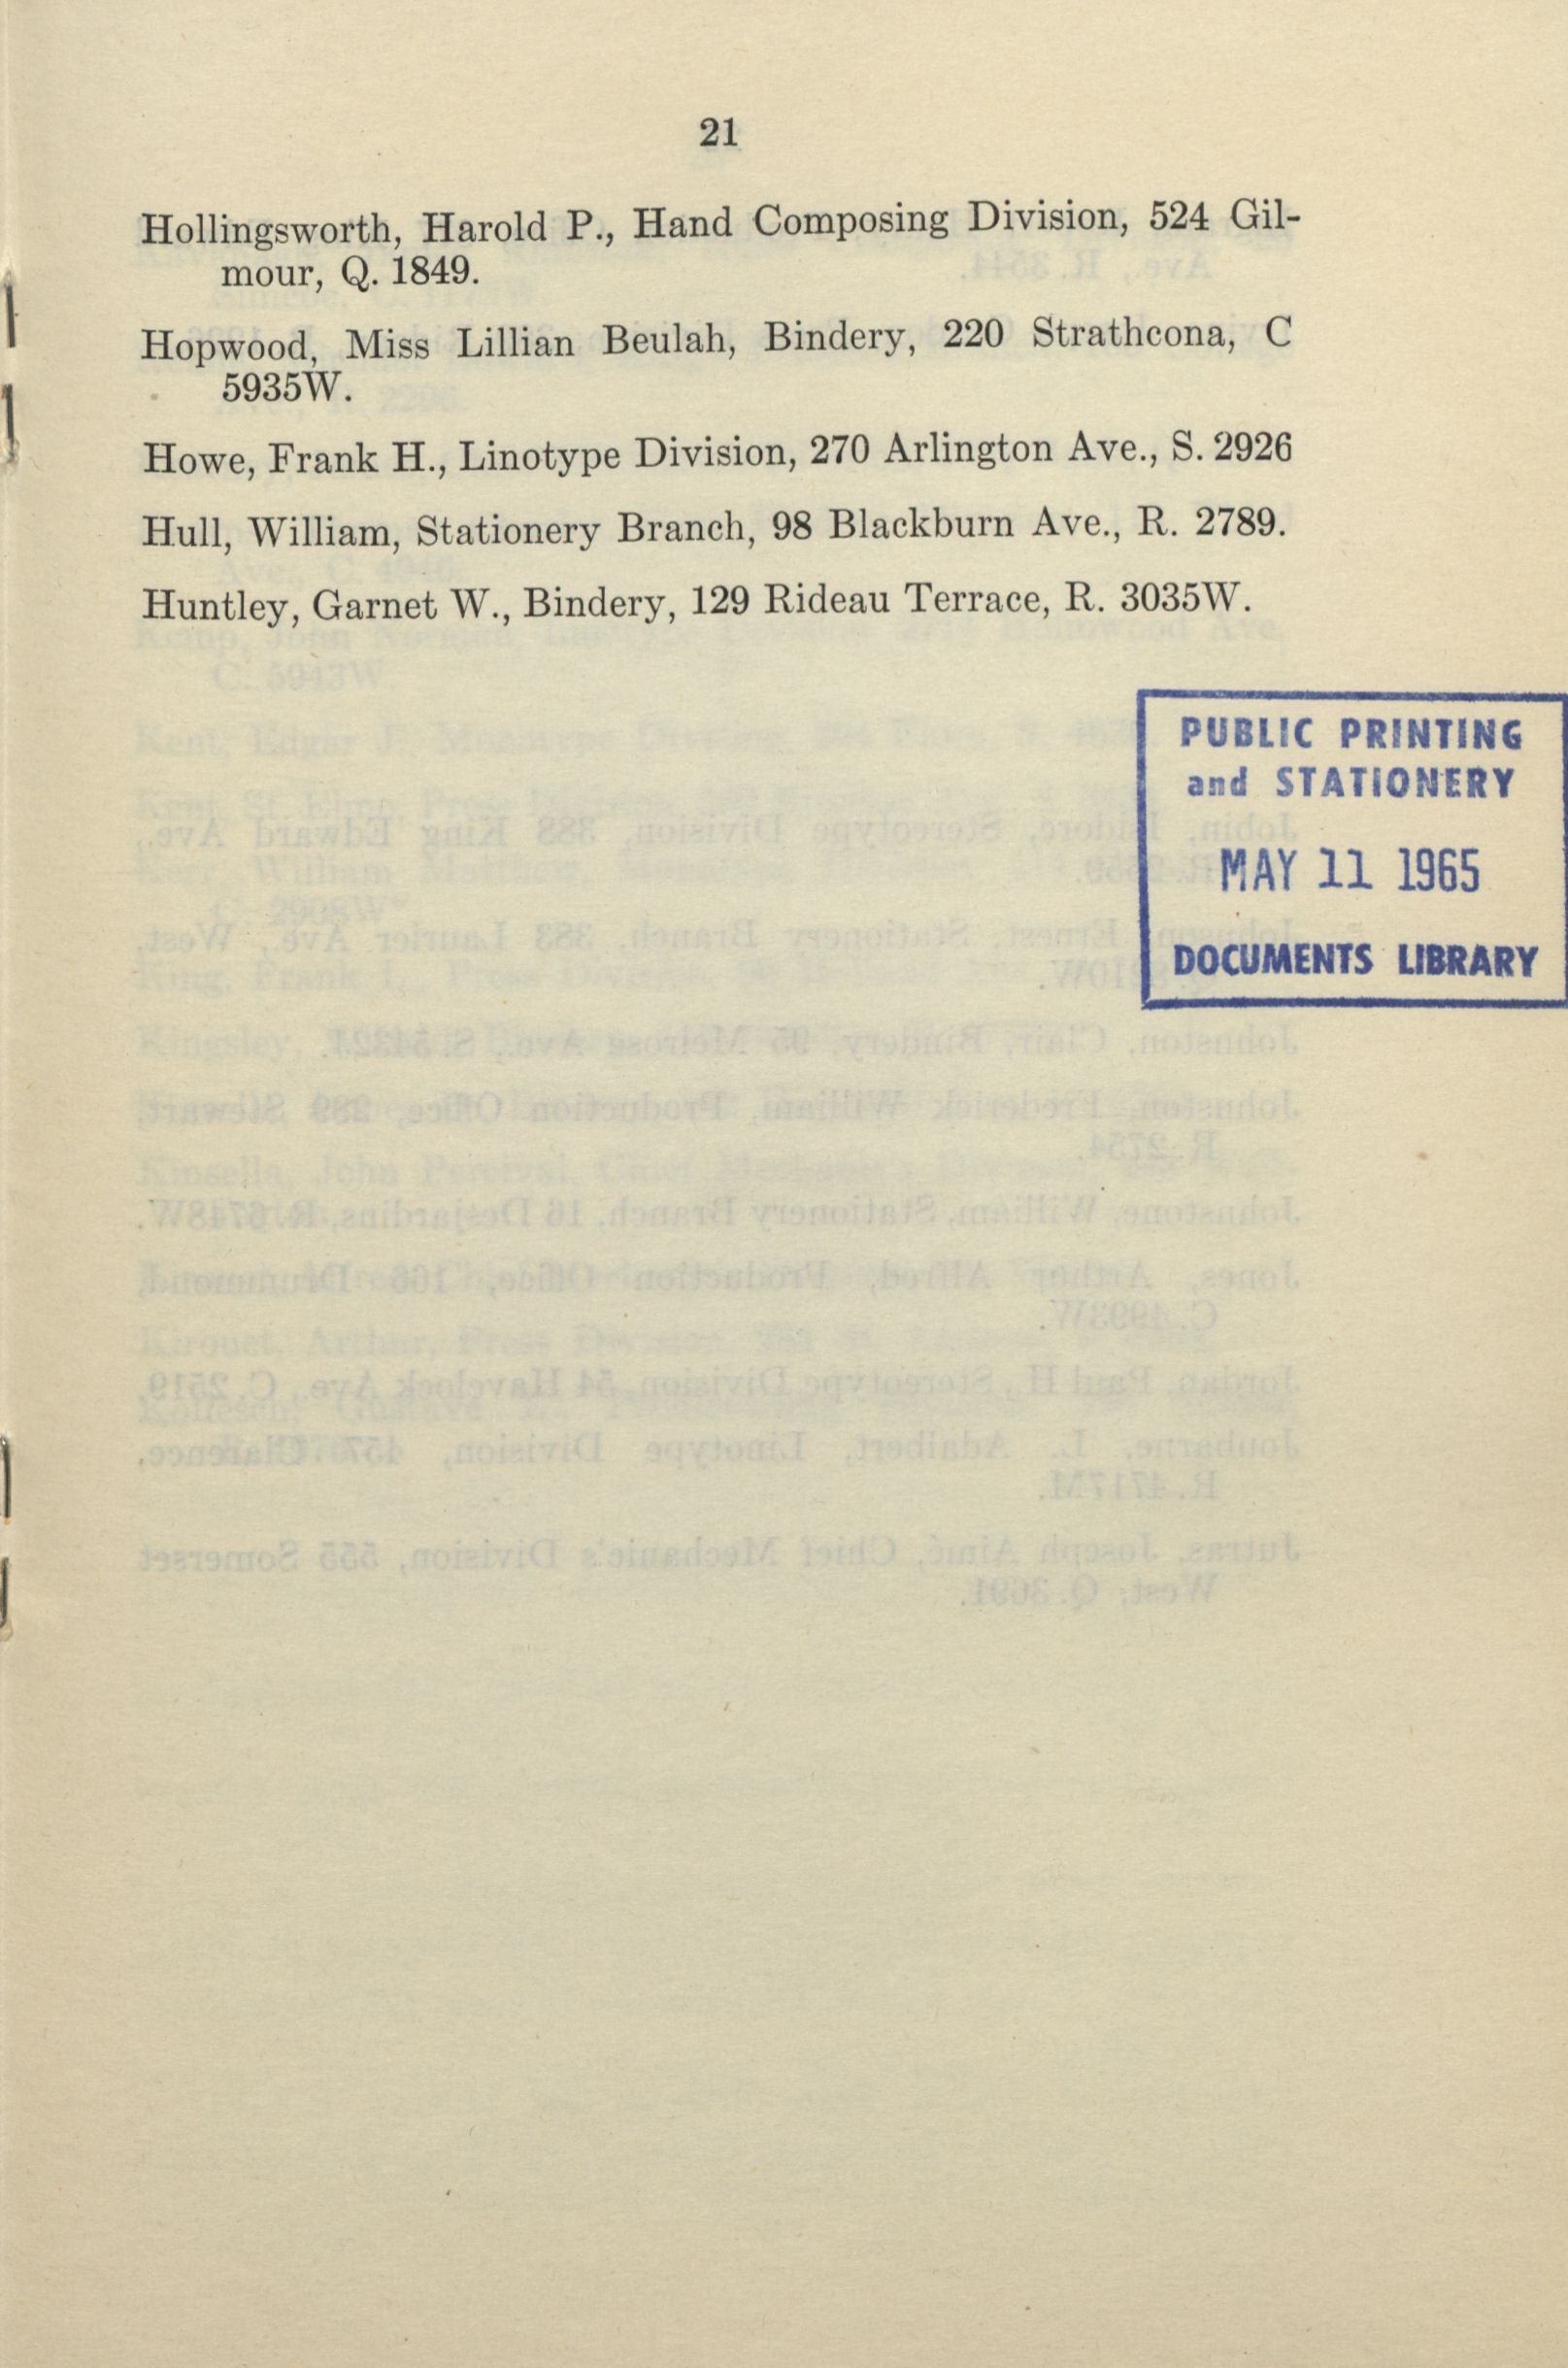 21
Hollingsworth, Harold P., Hand Composing Division, 524 Gil-
mour, Q. 1849.
Hopwood, Miss Lillian Beulah, Bindery, 220 Strathcona, C
5935W.
Howe, Frank H., Linotype Division, 270 Arlington Ave., S. 2926
Hull, William, Stationery Branch, 98 Blackburn Ave., R. 2789.
Huntley, Garnet W., Bindery, 129 Rideau Terrace, R. 3035W.
PUBLIC PRINTING
and STATIONERY
MAY 11 1965
DOCUMENTS LIBRARY